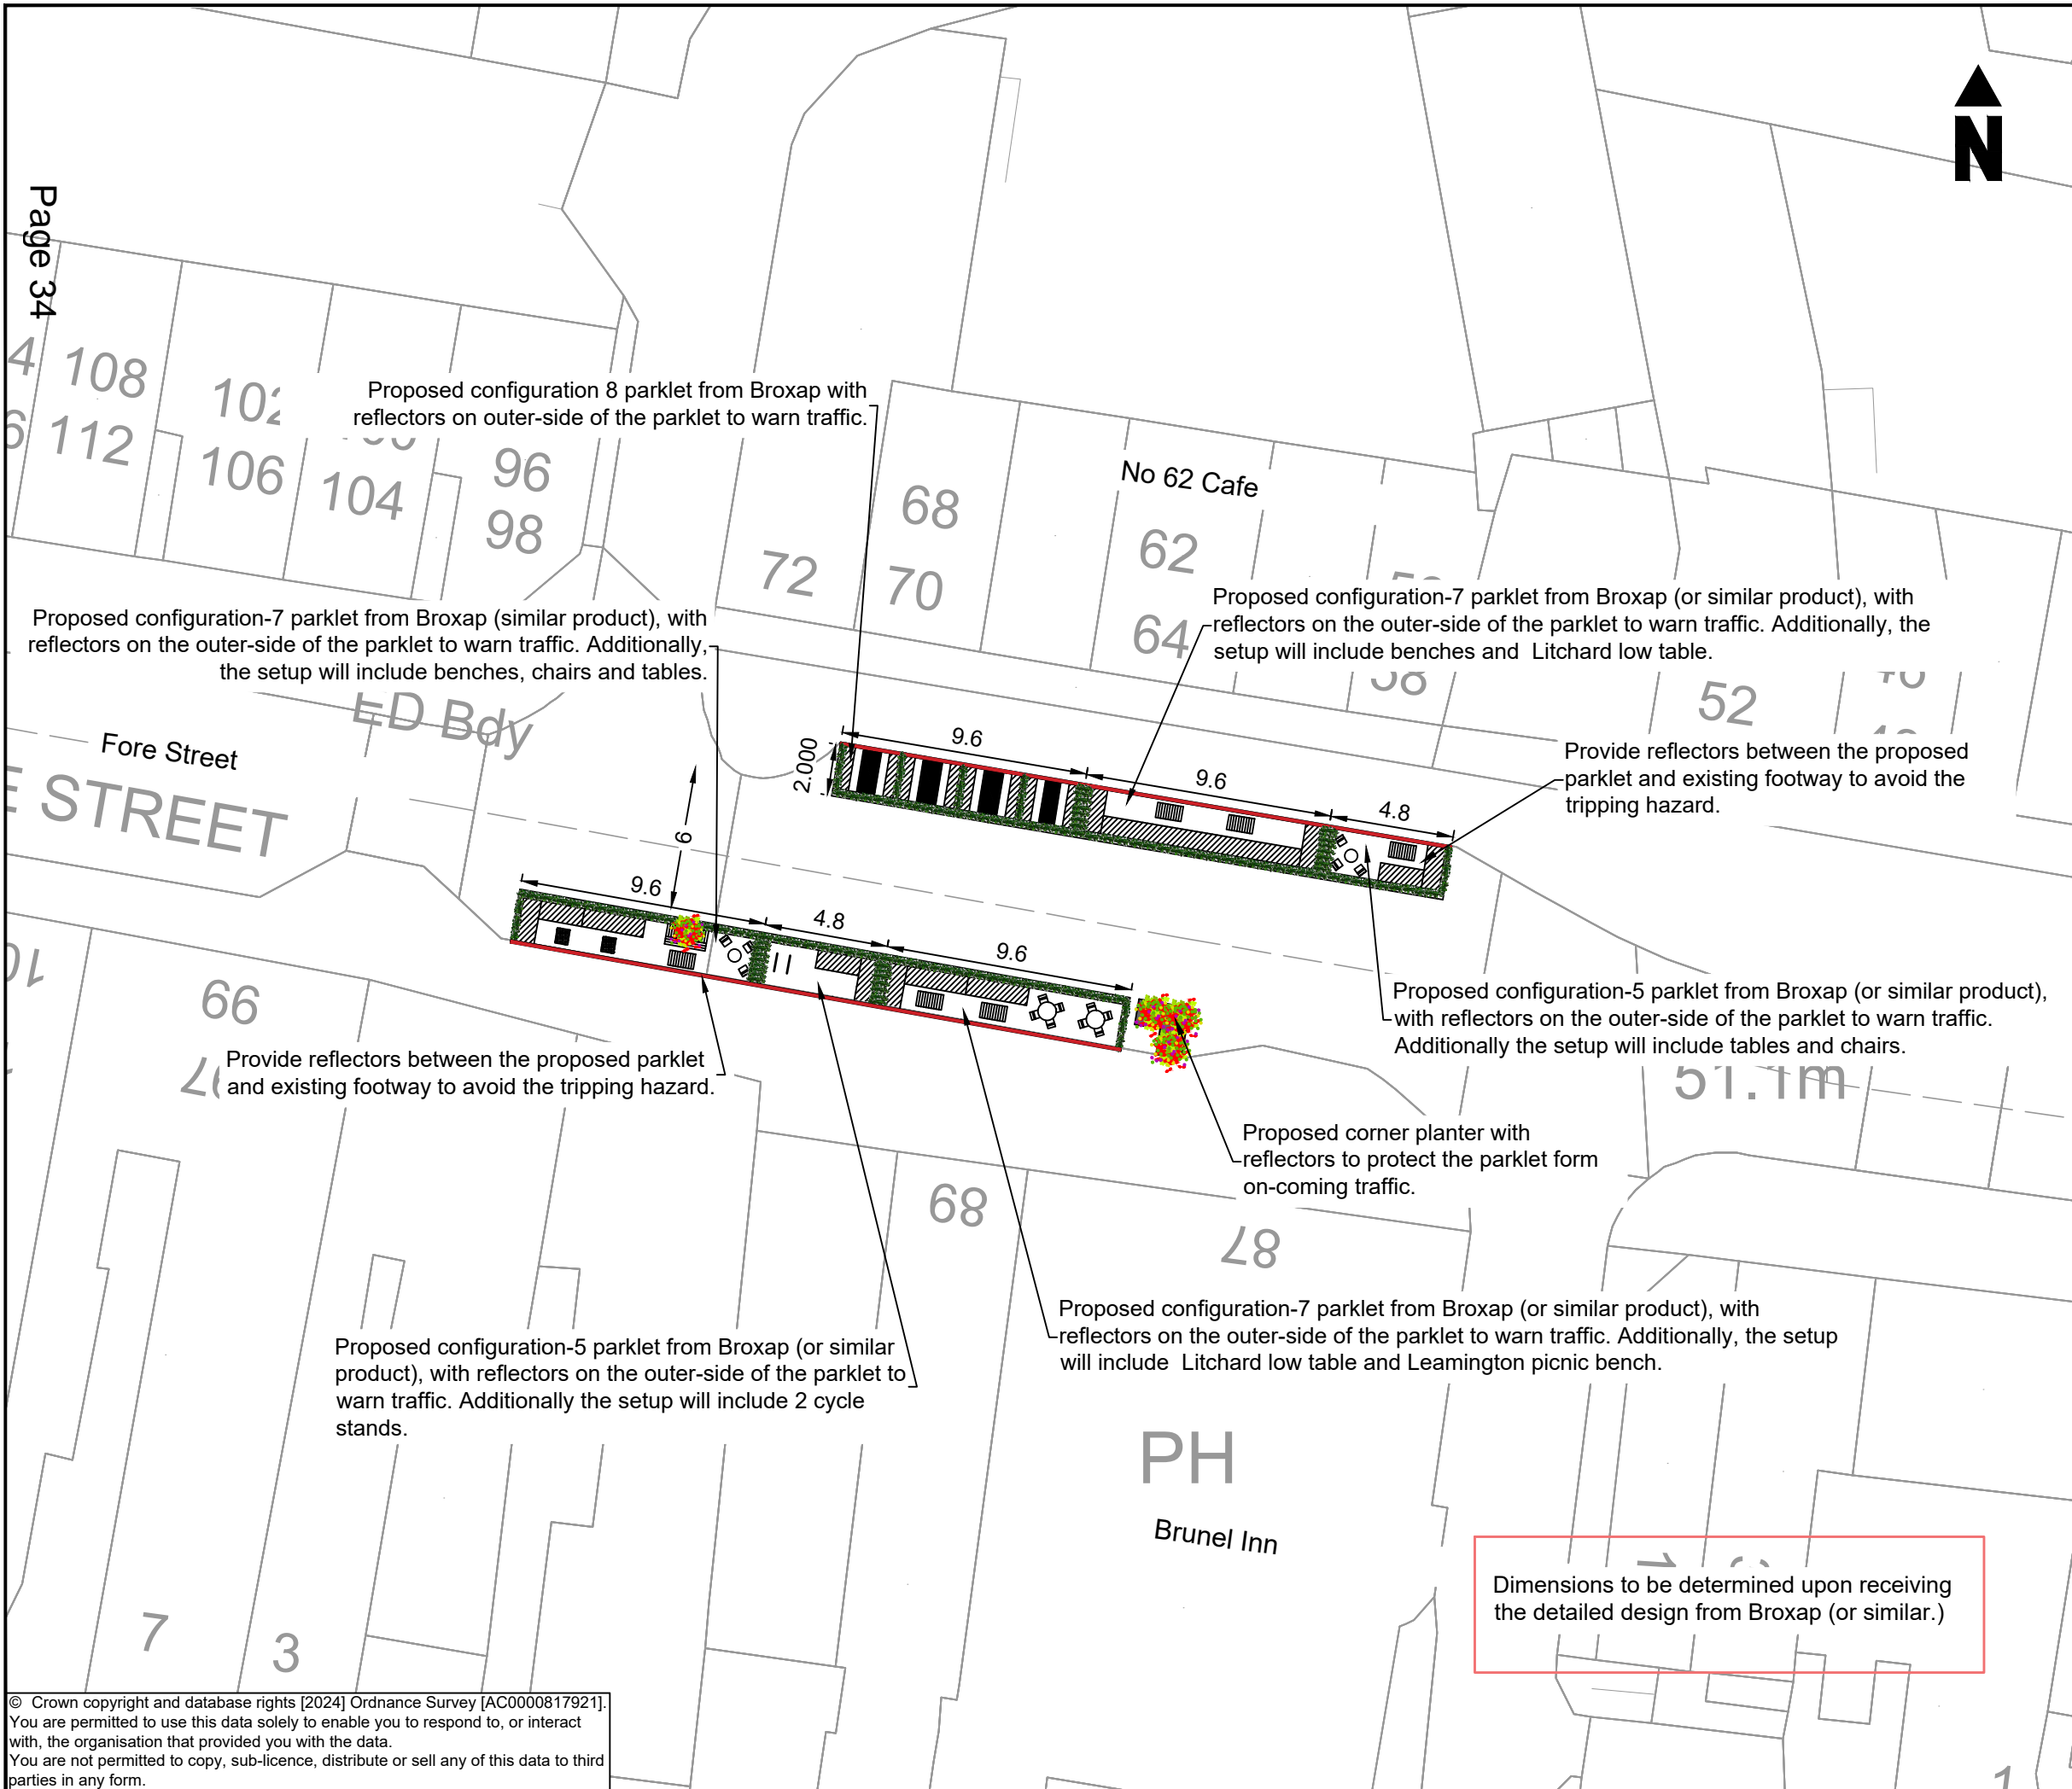 N
Page 34
108
112
106
104
96
98
Proposed configuration 8 parklet from Broxap with
reflectors on outer-side of the parklet to warn traffic.
68
70
72
No 62 Cafe
62
64
Proposed configuration-7 parklet from Broxap (similar product), with
reflectors on the outer-side of the parklet to warn traffic. Additionally,
the setup will include benches, chairs and tables.
Proposed configuration-7 parklet from Broxap (or similar product), with
reflectors on the outer-side of the parklet to warn traffic. Additionally, the
setup will include benches and Litchard low table.
58
52
ED Bdy
Fore Street
E STREET
9.6
9.6
4.8
2.000
6
9.6
4.8
9.6
Provide reflectors between the proposed
parklet and existing footway to avoid the
tripping hazard.
Proposed configuration-5 parklet from Broxap (or similar product),
with reflectors on the outer-side of the parklet to warn traffic.
Additionally the setup will include tables and chairs.
51.1m
99
97
Provide reflectors between the proposed parklet
and existing footway to avoid the tripping hazard.
Proposed corner planter with
reflectors to protect the parklet form
on-coming traffic.
89
87
Proposed configuration-7 parklet from Broxap (or similar product), with
reflectors on the outer-side of the parklet to warn traffic. Additionally, the setup
will include Litchard low table and Leamington picnic bench.
Proposed configuration-5 parklet from Broxap (or similar
product), with reflectors on the outer-side of the parklet to
warn traffic. Additionally the setup will include 2 cycle
stands.
PH
Brunel Inn
Dimensions to be determined upon receiving
the detailed design from Broxap (or similar.)
7
3
1
© Crown copyright and database rights [2024] Ordnance Survey [AC0000817921].
You are permitted to use this data solely to enable you to respond to, or interact
with, the organisation that provided you with the data.
You are not permitted to copy, sub-licence, distribute or sell any of this data to third
parties in any form.